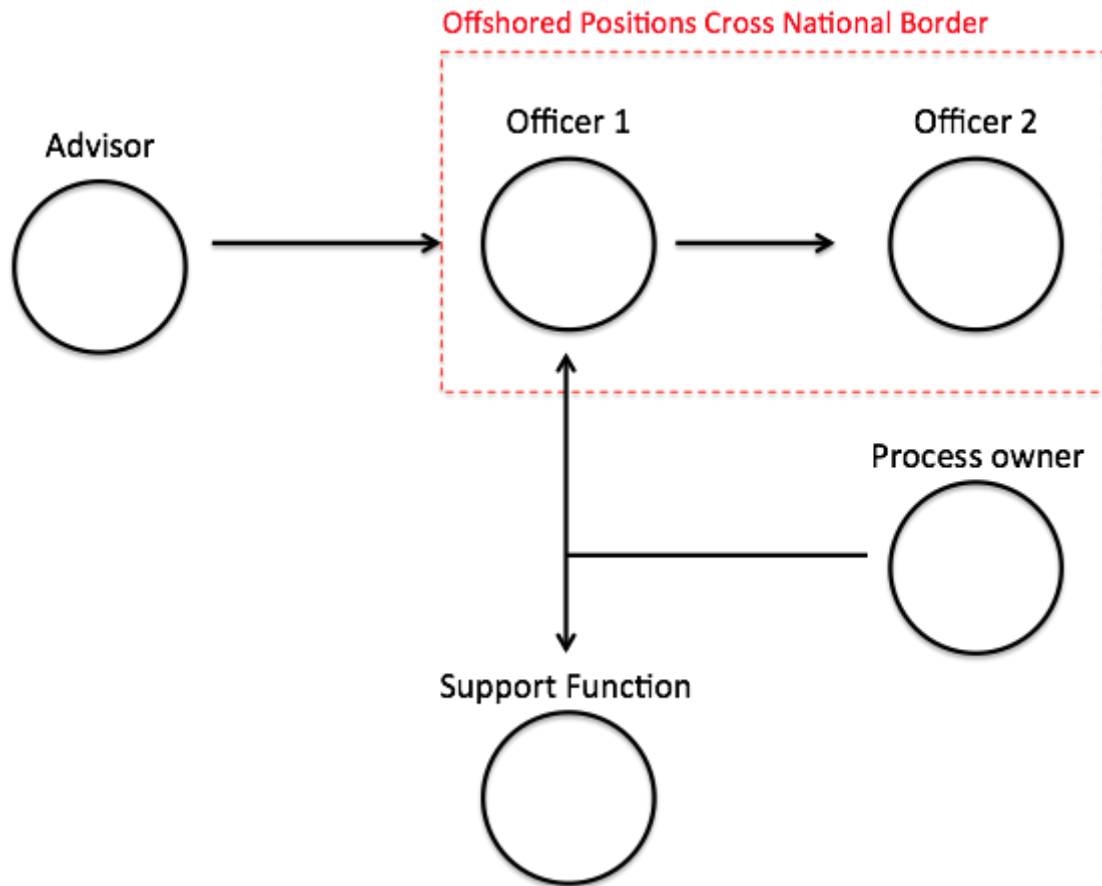 Offshored Positions Cross National Border
Officer 1
Officer 2
Advisor
Process owner
Support Function